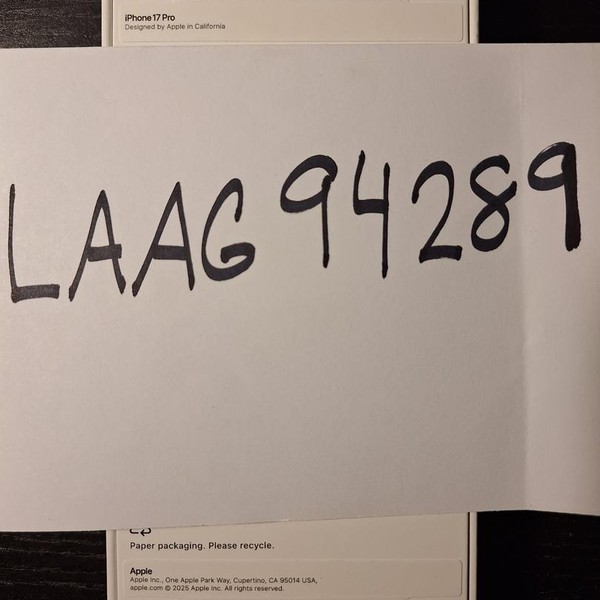 iPhone 17 Pro
Designed by Apple in California
LAAG 94289
Paper packaging. Please recycle.
Apple
Apple Inc., One Apple Park Way, Cupertino, CA 95014 USA,
apple.com © 2025 Apple Inc. All rights reserved.